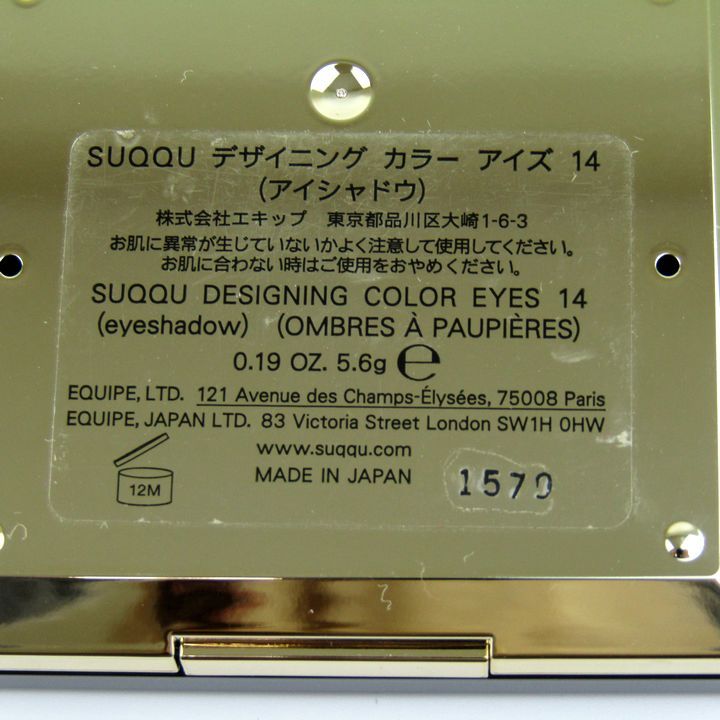 SUQQU デザイニング カラー アイズ 14
(アイシャドウ)
株式会社エキップ 東京都品川区大崎1-6-3
お肌に異常が生じていないかよく注意して使用してください。
お肌に合わない時はご使用をおやめください。
SUQQU DESIGNING COLOR EYES 14
(eyeshadow) (OMBRES À PAUPIÈRES)
0.19 OZ. 5.6g ℮
EQUIPE, LTD. 121 Avenue des Champs-Élysées, 75008 Paris
EQUIPE, JAPAN LTD. 83 Victoria Street London SW1H 0HW
www.suqqu.com
MADE IN JAPAN
12M
1570